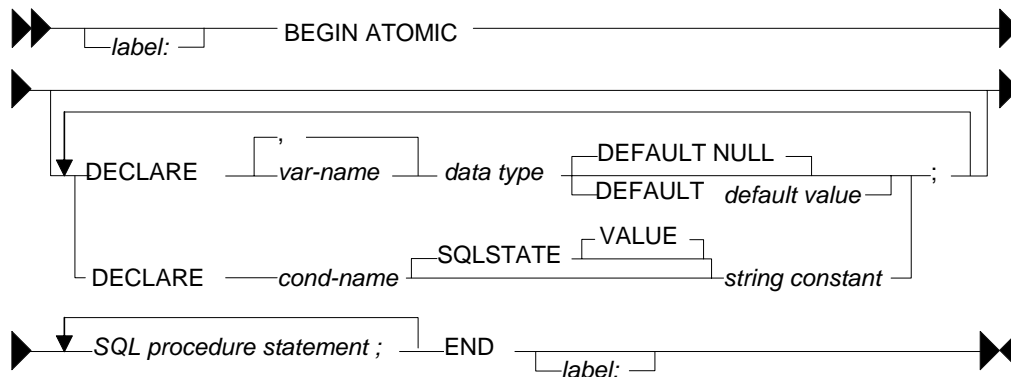 label: BEGIN ATOMIC
,
DECLARE var-name data type DEFAULT NULL
DEFAULT default value ;
DECLARE cond-name SQLSTATE VALUE string constant
SQL procedure statement ; END label: